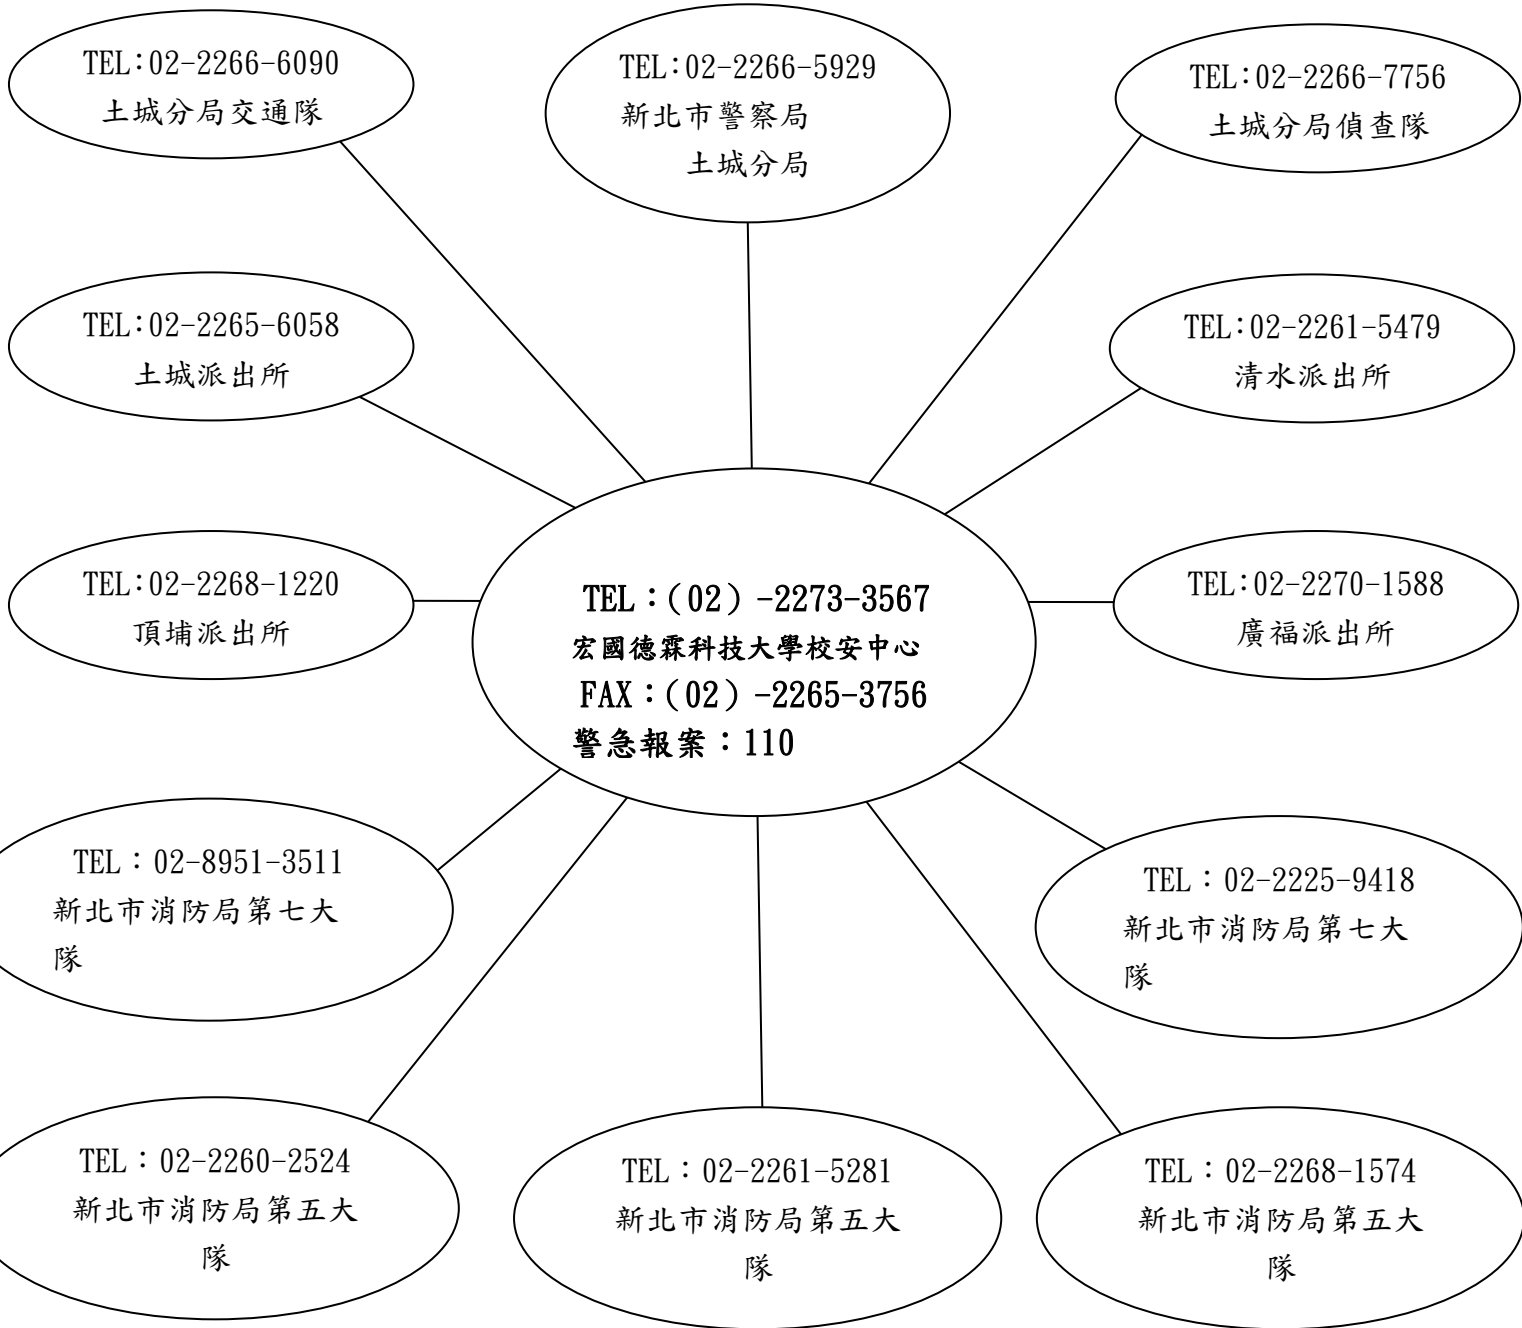 TEL:02-2266-6090
土城分局交通隊
TEL:02-2266-5929
新北市警察局
土城分局
TEL:02-2266-7756
土城分局偵查隊
TEL:02-2265-6058
土城派出所
TEL:02-2261-5479
清水派出所
TEL:02-2268-1220
頂埔派出所
TEL:(02)-2273-3567
宏國德霖科技大學校安中心
FAX:(02)-2265-3756
警急報案:110
TEL:02-2270-1588
廣福派出所
TEL:02-8951-3511
新北市消防局第七大
隊
TEL:02-2225-9418
新北市消防局第七大
隊
TEL:02-2260-2524
新北市消防局第五大
隊
TEL:02-2261-5281
新北市消防局第五大
隊
TEL:02-2268-1574
新北市消防局第五大
隊